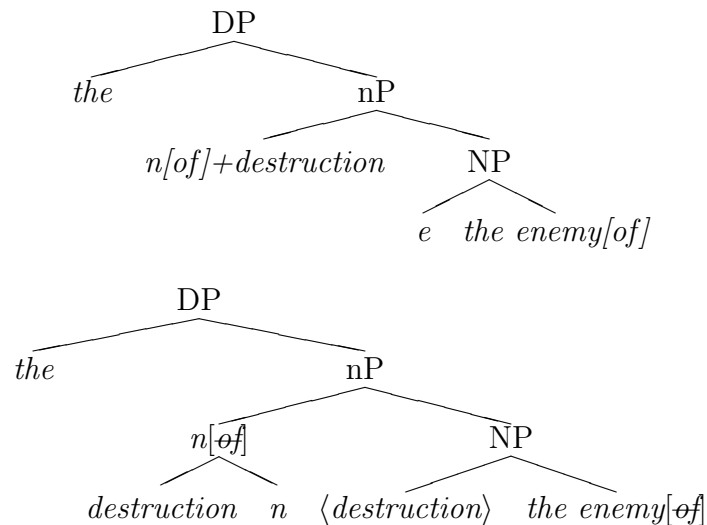 DP
the nP
n[of]+destruction NP
e the enemy[of]
DP
the nP
n[of] NP
destruction n ⟨destruction⟩ the enemy[of]